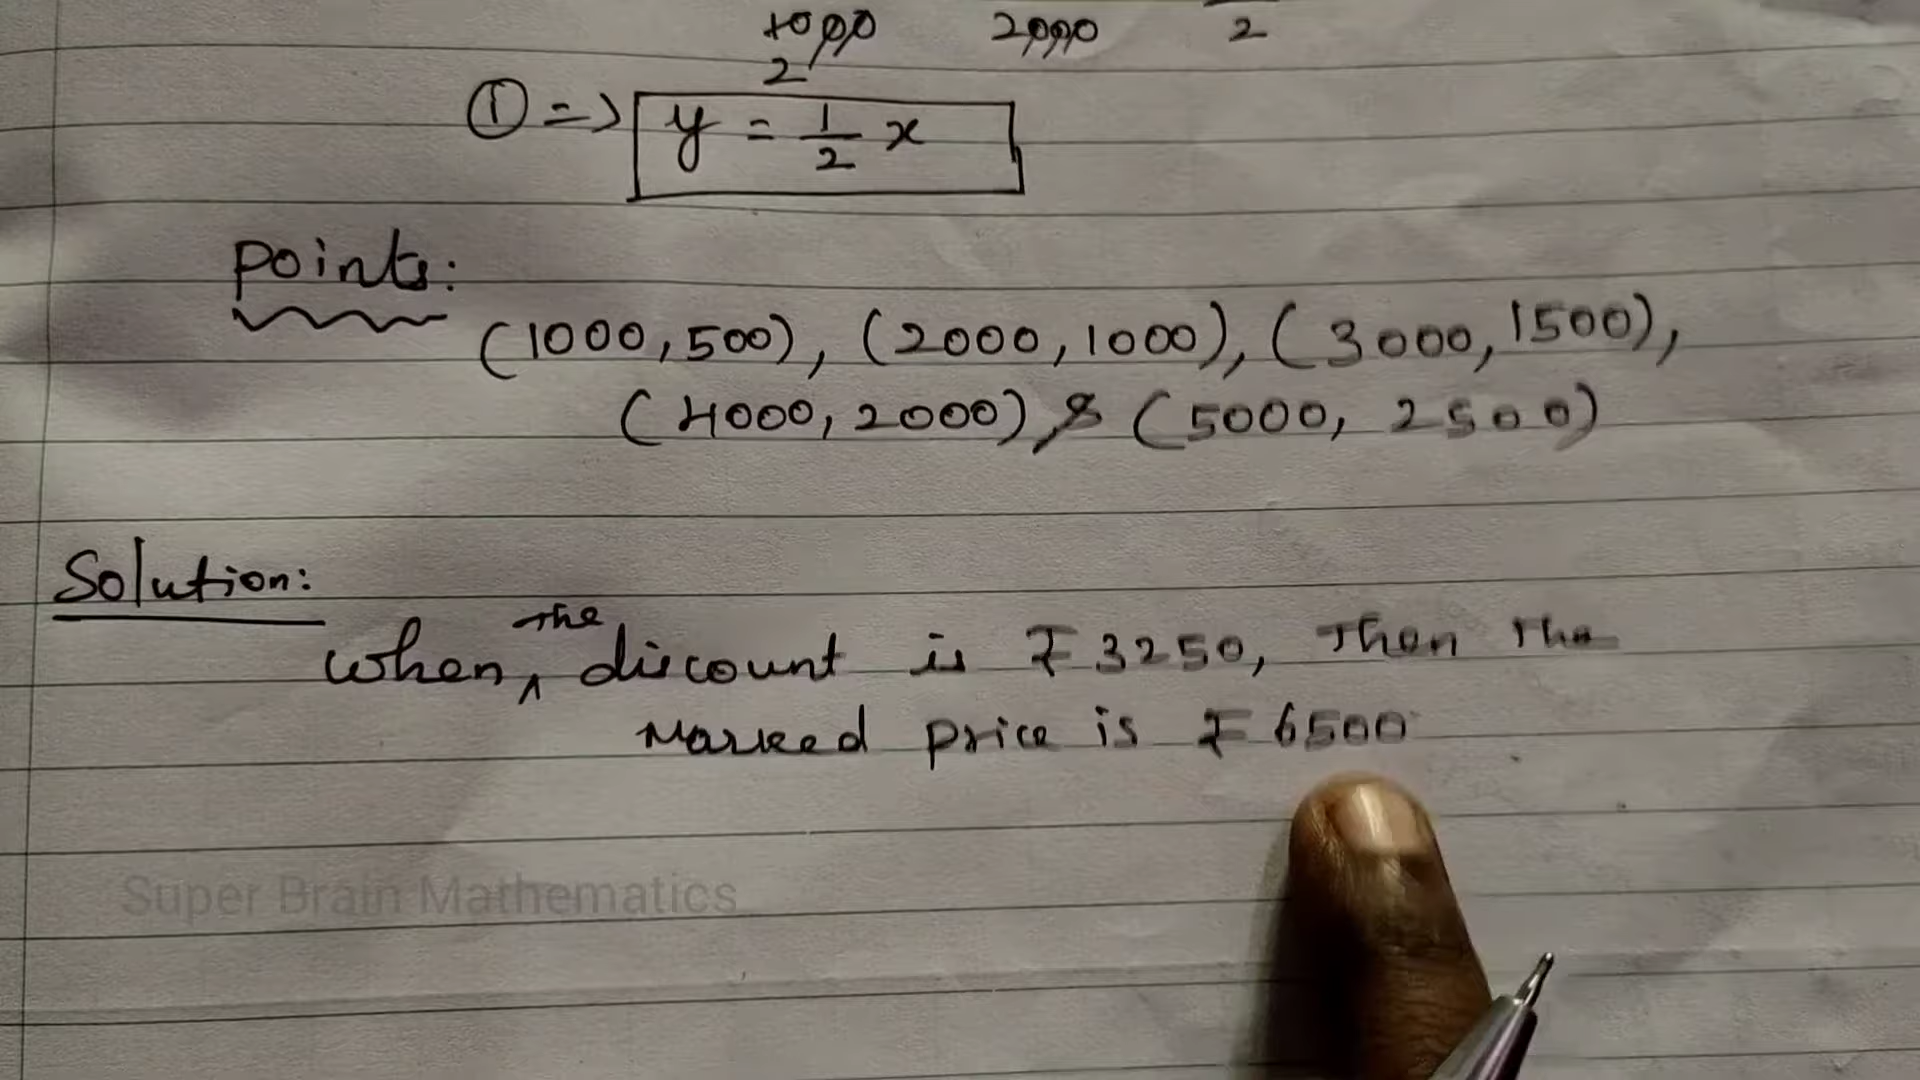 1000 2000 2
2
① => y = 1/2 x
Points:
(1000, 500), (2000, 1000), (3000, 1500),
(4000, 2000) & (5000, 2500)
Solution:
When, the discount is ₹ 3250, Then The
Marked price is ₹ 6500
Super Brain Mathematics